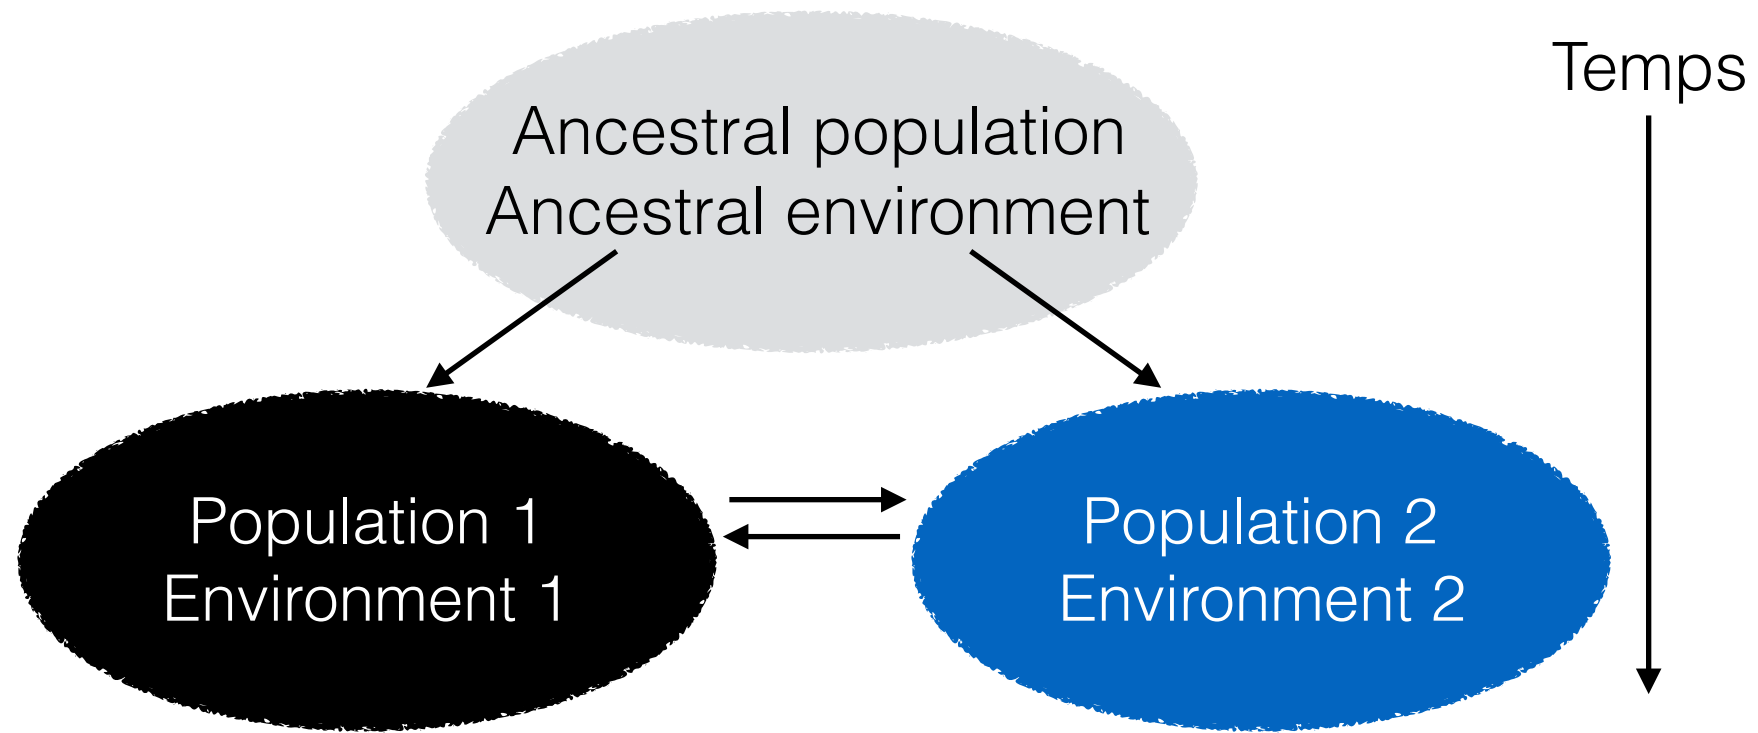 Temps
Ancestral population
Ancestral environment
Population 1
Environment 1
Population 2
Environment 2